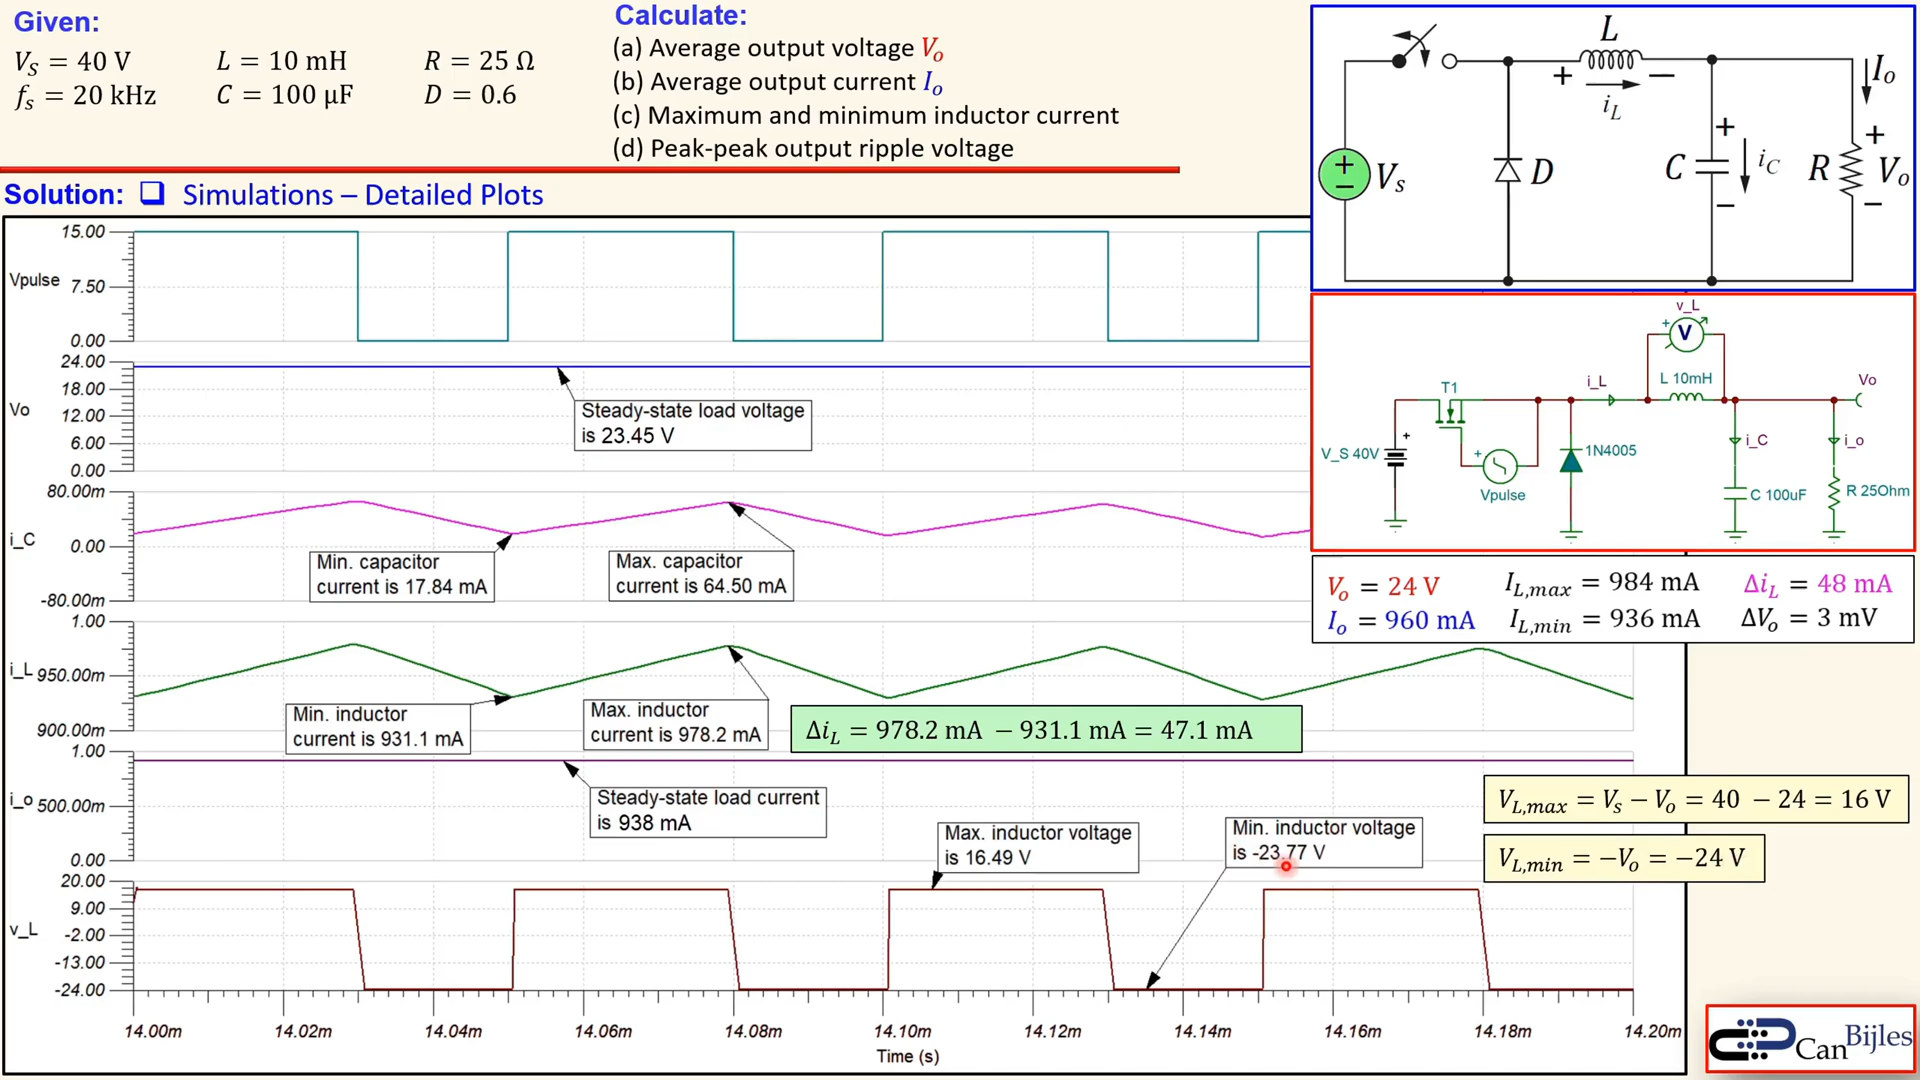 Given:
V_S = 40 V
L = 10 mH
R = 25 Ω
f_s = 20 kHz
C = 100 μF
D = 0.6
Calculate:
(a) Average output voltage V_o
(b) Average output current I_o
(c) Maximum and minimum inductor current
(d) Peak-peak output ripple voltage
Solution: ❑ Simulations – Detailed Plots
L
+ −
i_L
I_o
V_s
+
−
D
C
+
−
i_C
R
+
V_o
−
v_L
+
V
L 10mH
i_L
Vo
T1
+
V_S 40V
+
Vpulse
1N4005
i_C
i_o
C 100uF
R 25Ohm
V_o = 24 V
I_L,max = 984 mA
Δi_L = 48 mA
I_o = 960 mA
I_L,min = 936 mA
ΔV_o = 3 mV
15.00
Vpulse 7.50
0.00
24.00
18.00
Vo
12.00
6.00
0.00
Steady-state load voltage
is 23.45 V
80.00m
i_C
0.00
-80.00m
Min. capacitor
current is 17.84 mA
Max. capacitor
current is 64.50 mA
1.00
i_L
950.00m
900.00m
Min. inductor
current is 931.1 mA
Max. inductor
current is 978.2 mA
Δi_L = 978.2 mA − 931.1 mA = 47.1 mA
1.00
i_o
500.00m
0.00
Steady-state load current
is 938 mA
Max. inductor voltage
is 16.49 V
Min. inductor voltage
is -23.77 V
V_L,max = V_s − V_o = 40 − 24 = 16 V
V_L,min = −V_o = −24 V
20.00
9.00
v_L
-2.00
-13.00
-24.00
14.00m 14.02m 14.04m 14.06m 14.08m 14.10m 14.12m 14.14m 14.16m 14.18m 14.20m
Time (s)
CanBijles